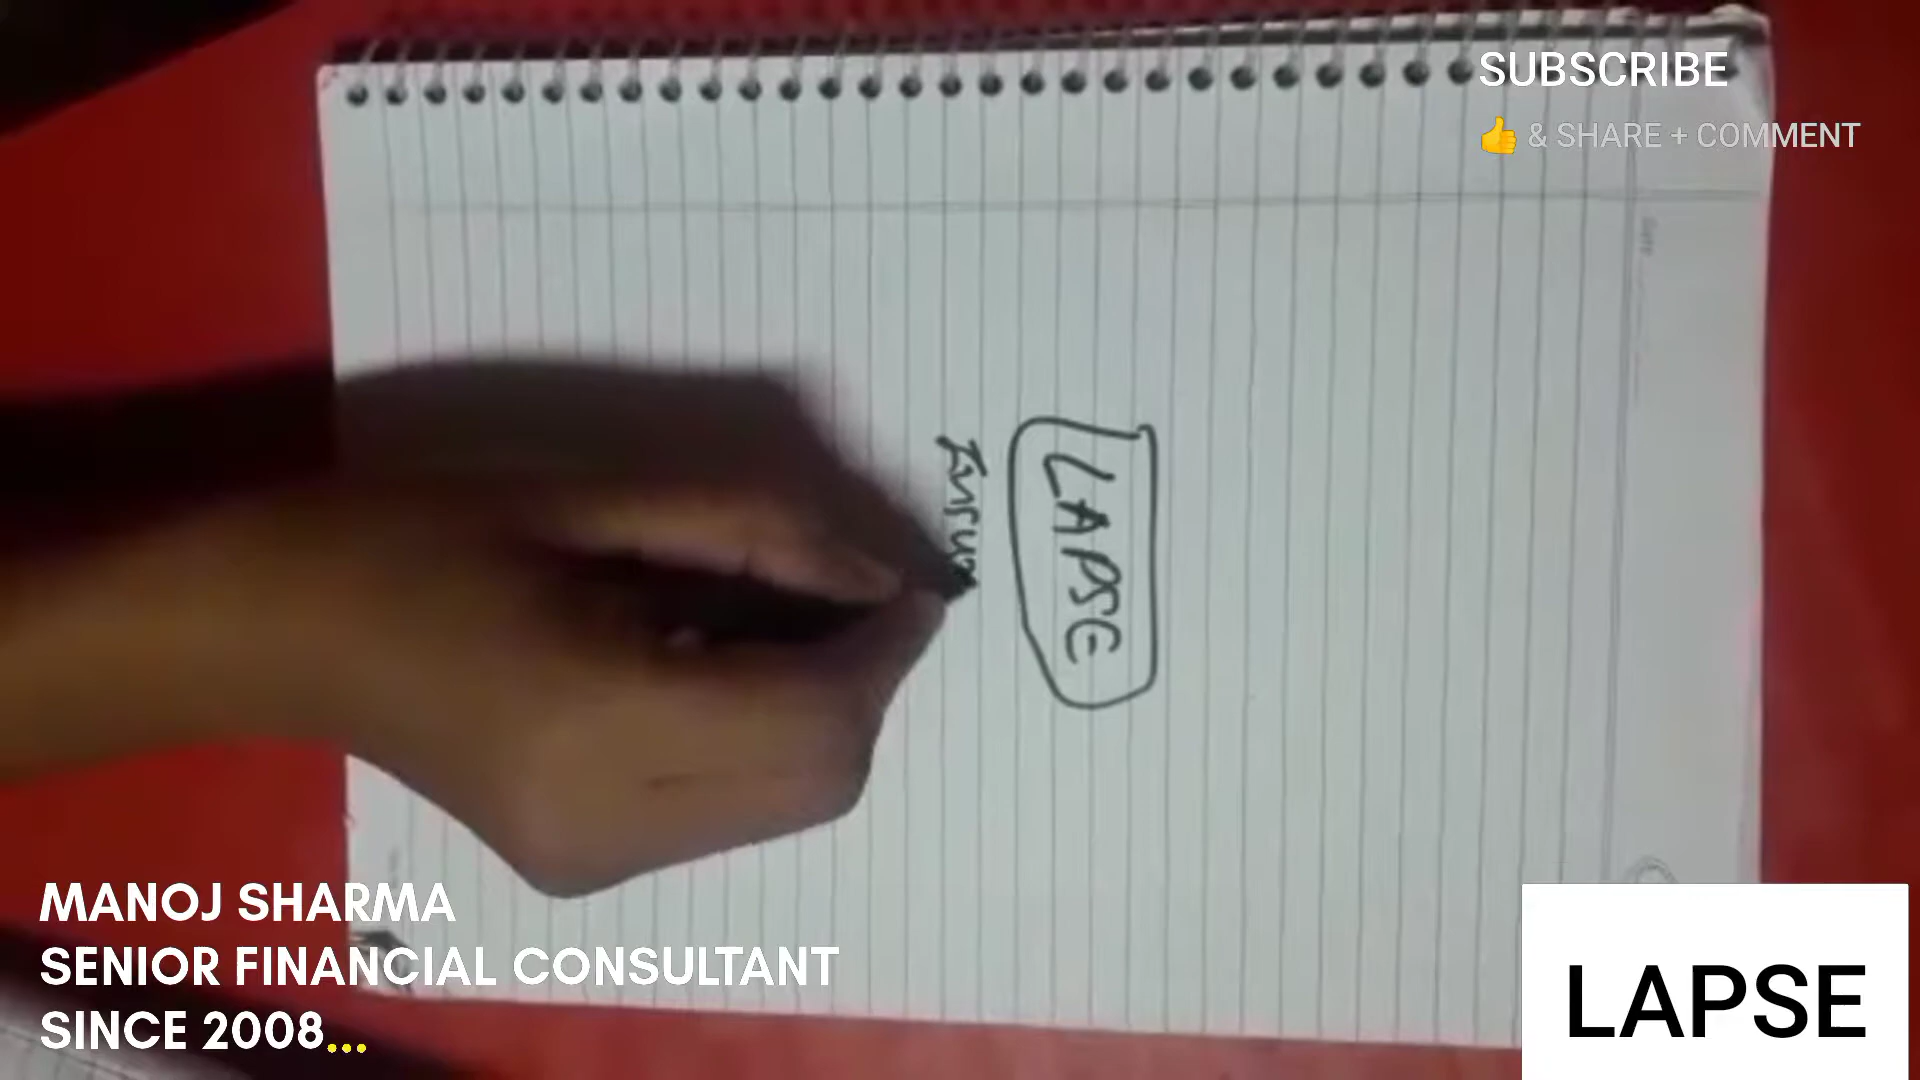 SUBSCRIBE
👍 & SHARE + COMMENT
LAPSE
MANOJ SHARMA
SENIOR FINANCIAL CONSULTANT
SINCE 2008...
LAPSE